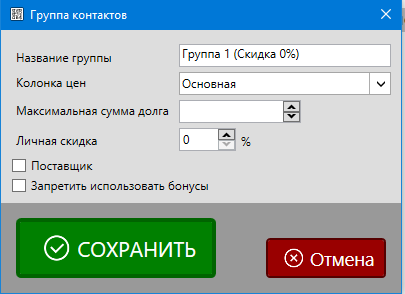 Группа контактов
Название группы Группа 1 (Скидка 0%)
Колонка цен Основная
Максимальная сумма долга
Личная скидка 0 %
Поставщик
Запретить использовать бонусы
СОХРАНИТЬ Отмена